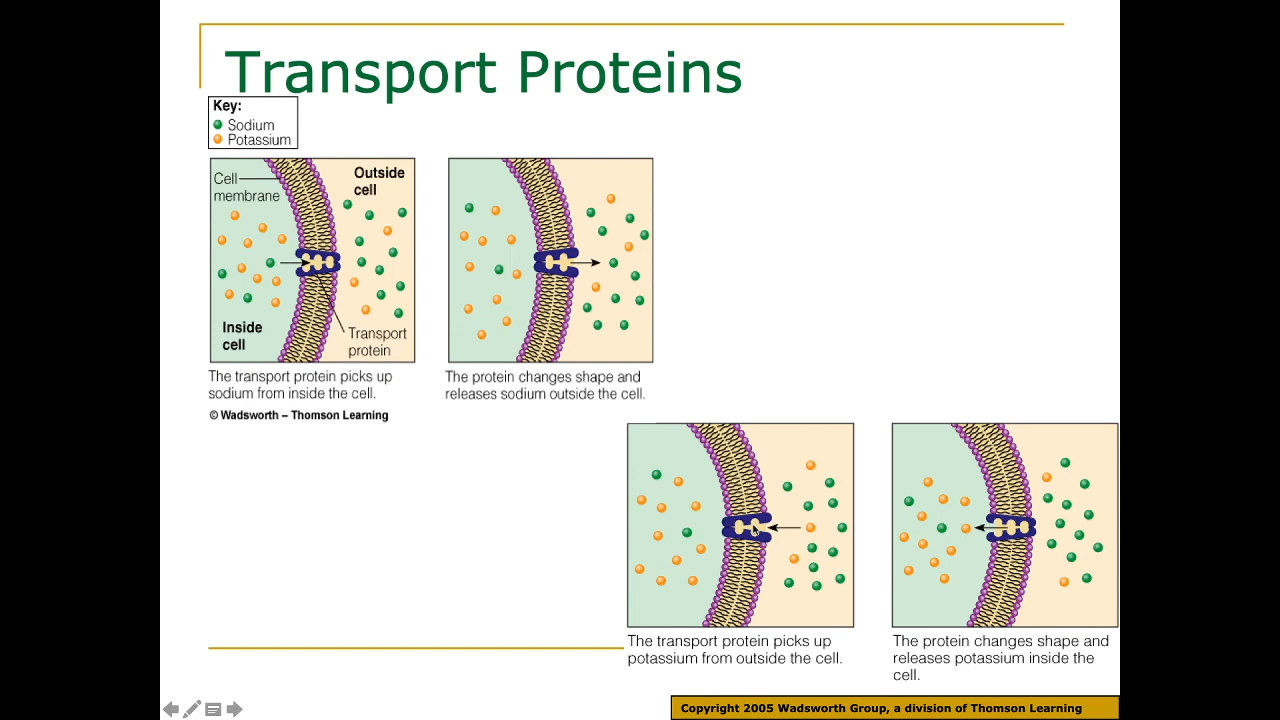 Transport Proteins
Key:
Sodium
Potassium
Cell
membrane
Outside
cell
Inside
cell
Transport
protein
The transport protein picks up
sodium from inside the cell.
© Wadsworth – Thomson Learning
The protein changes shape and
releases sodium outside the cell.
The transport protein picks up
potassium from outside the cell.
The protein changes shape and
releases potassium inside the
cell.
Copyright 2005 Wadsworth Group, a division of Thomson Learning